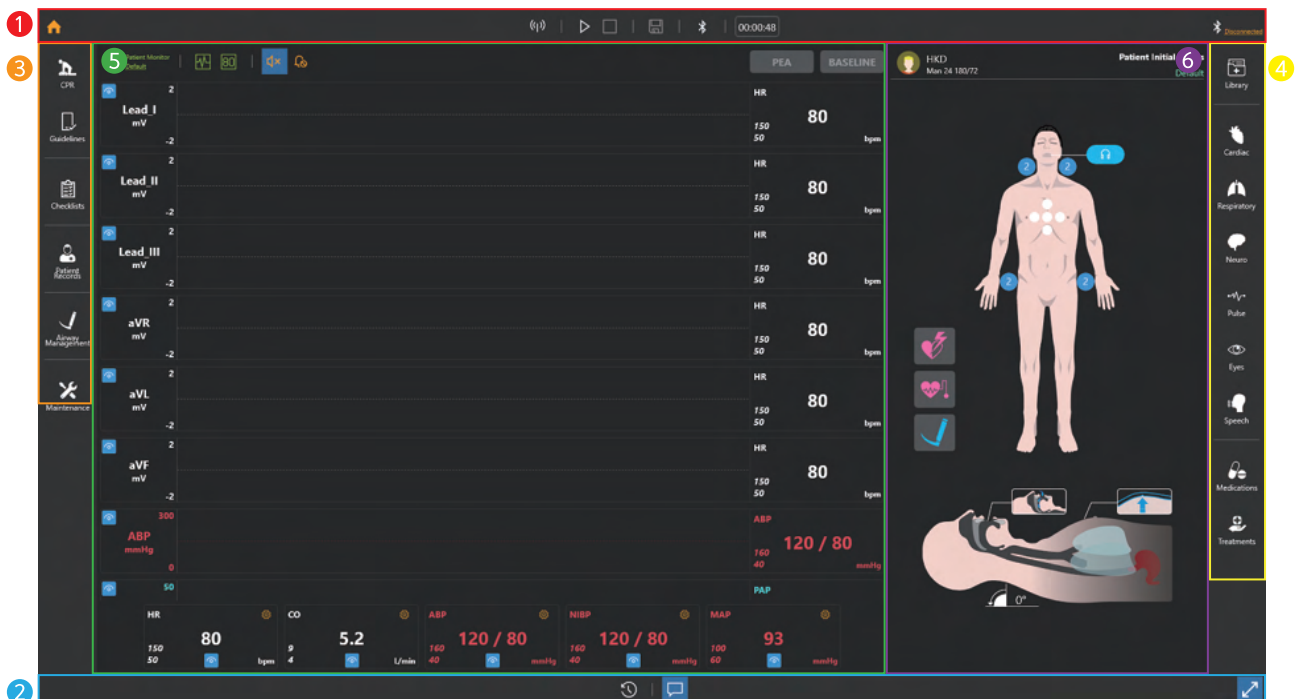 1
00:00:48
Disconnected
3
CPR
Guidelines
Checklists
Patient
Records
Airway
Management
Maintenance
5
Patient Monitor
Default
80
PEA
BASELINE
2
Lead_I
mV
-2
HR
80
150
50
bpm
2
Lead_II
mV
-2
HR
80
150
50
bpm
2
Lead_III
mV
-2
HR
80
150
50
bpm
2
aVR
mV
-2
HR
80
150
50
bpm
2
aVL
mV
-2
HR
80
150
50
bpm
2
aVF
mV
-2
HR
80
150
50
bpm
300
ABP
mmHg
0
ABP
120 / 80
160
40
mmHg
50
PAP
HR
80
150
50
bpm
CO
5.2
9
4
L/min
ABP
120 / 80
160
40
mmHg
NIBP
120 / 80
160
40
mmHg
MAP
93
100
60
mmHg
6
HKD
Man 24 180/72
Patient Initial
Default
2
2
2
2
0°
4
Library
Cardiac
Respiratory
Neuro
Pulse
Eyes
Speech
Medications
Treatments
2